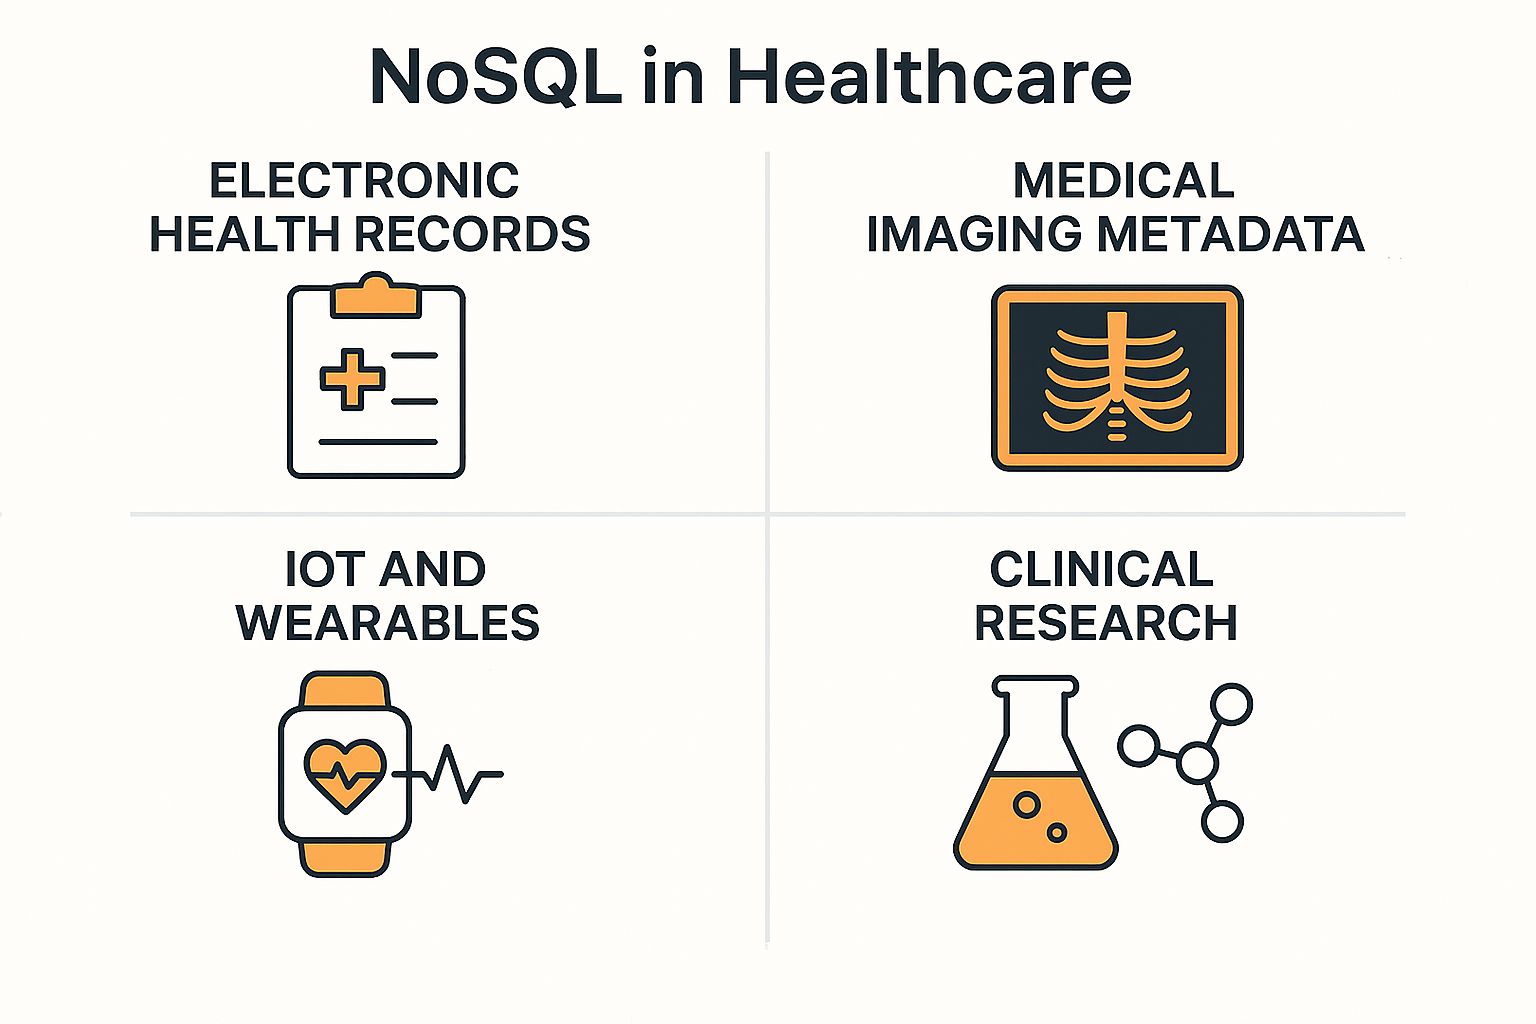 NoSQL in Healthcare
ELECTRONIC
HEALTH RECORDS
MEDICAL
IMAGING METADATA
IOT AND
WEARABLES
CLINICAL
RESEARCH